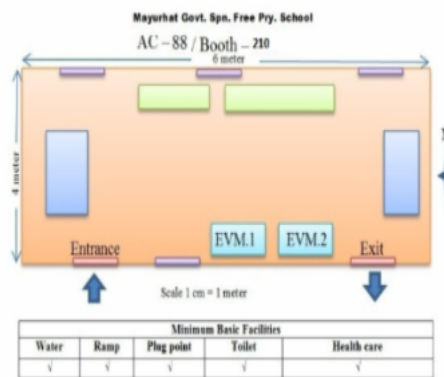 Mayurhat Govt. Spn. Free Pry. School
AC – 88 / Booth – 210
6 meter
4 meter
EVM.1 EVM.2
Entrance Exit
Scale 1 cm = 1 meter
Minimum Basic Facilities
Water Ramp Plug point Toilet Health care
√ √ √ √ √